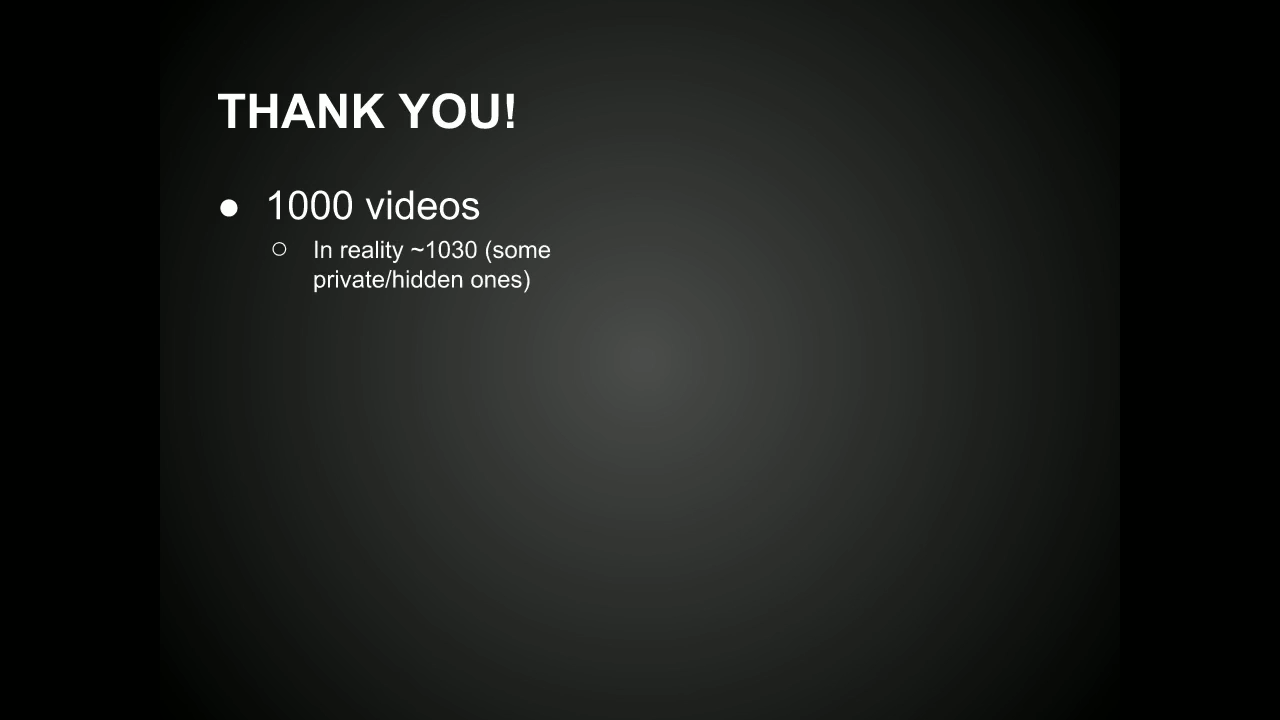 THANK YOU!
● 1000 videos
○ In reality ~1030 (some
private/hidden ones)